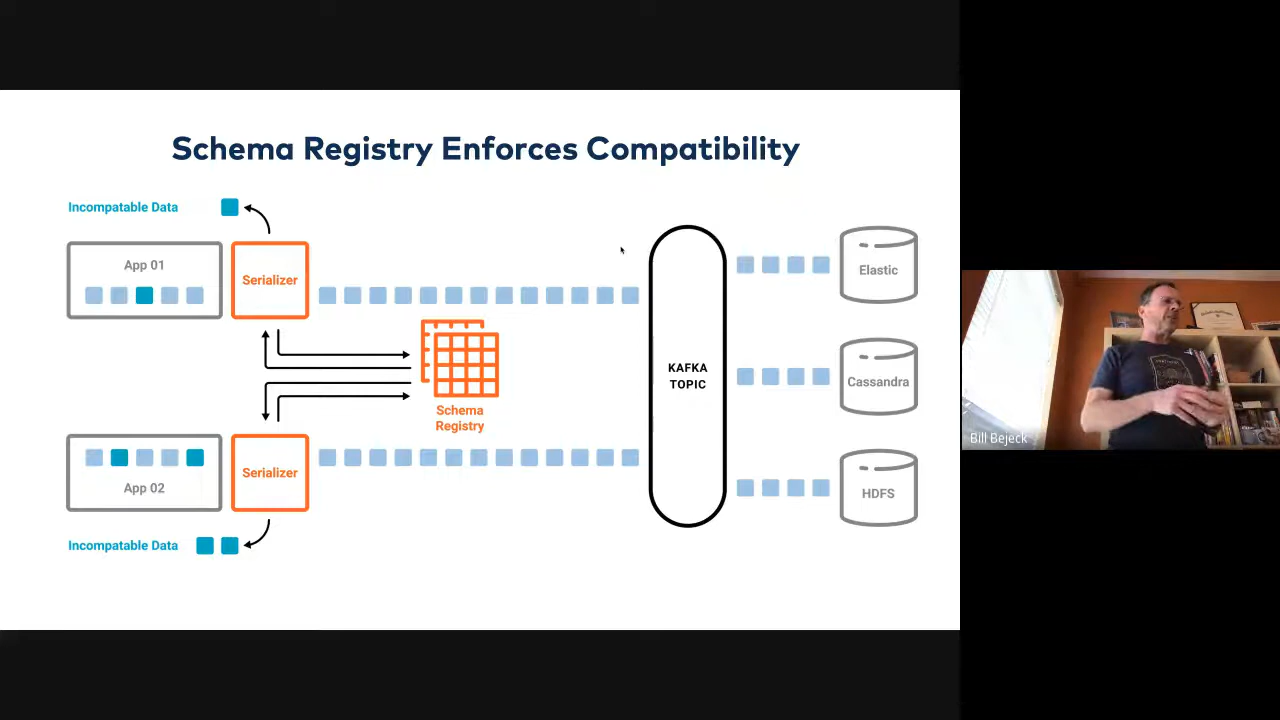 Schema Registry Enforces Compatibility
Incompatable Data
App 01
Serializer
Schema
Registry
App 02
Serializer
Incompatable Data
KAFKA
TOPIC
Elastic
Cassandra
HDFS
Bill Bejeck